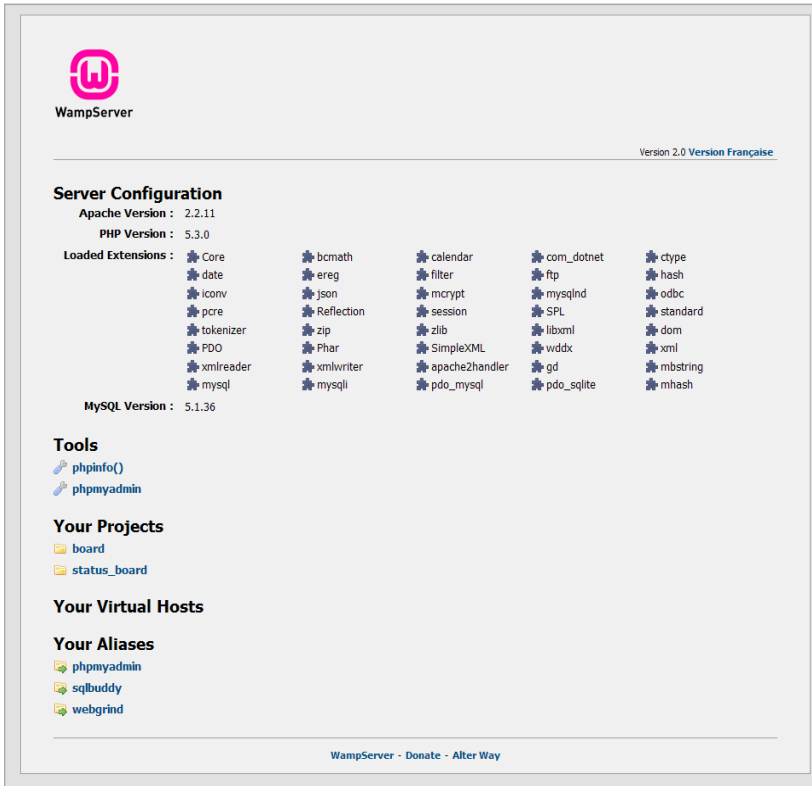 WampServer
Version 2.0 Version Française
Server Configuration
Apache Version : 2.2.11
PHP Version : 5.3.0
Loaded Extensions : Core bcmath calendar com_dotnet ctype
date ereg filter ftp hash
iconv json mcrypt mysqlnd odbc
pcre Reflection session SPL standard
tokenizer zip zlib libxml dom
PDO Phar SimpleXML wddx xml
xmlreader xmlwriter apache2handler gd mbstring
mysql mysqli pdo_mysql pdo_sqlite mhash
MySQL Version : 5.1.36
Tools
phpinfo()
phpmyadmin
Your Projects
board
status_board
Your Virtual Hosts
Your Aliases
phpmyadmin
sqlbuddy
webgrind
WampServer - Donate - Alter Way